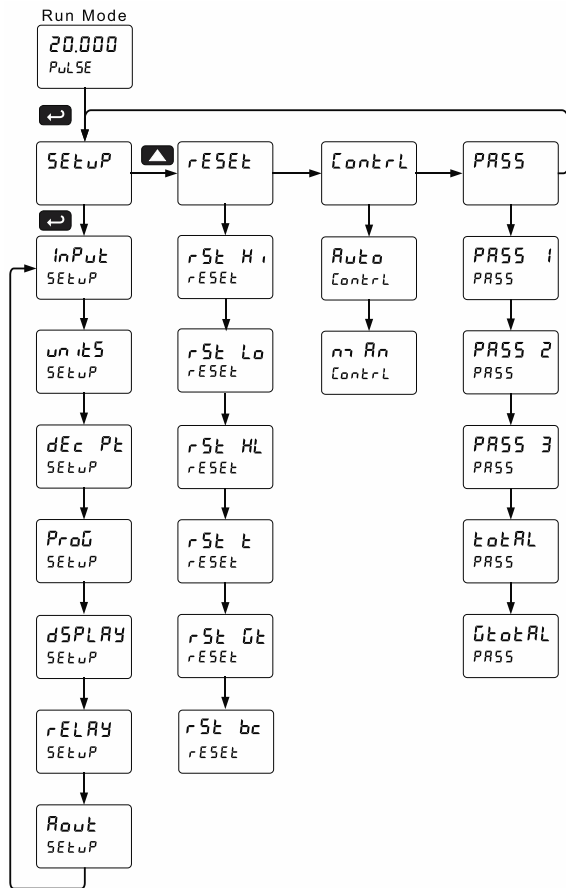 Run Mode
20.000
PuLSE
SEtuP
rESEt
ContrL
PASS
InPut
SEtuP
rSt Hi
rESEt
Auto
ContrL
PASS 1
PASS
unitS
SEtuP
rSt Lo
rESEt
mAn
ContrL
PASS 2
PASS
dEc Pt
SEtuP
rSt HL
rESEt
PASS 3
PASS
ProG
SEtuP
rSt t
rESEt
totAL
PASS
dSPLAY
SEtuP
rSt Gt
rESEt
GtotAL
PASS
rELAY
SEtuP
rSt bc
rESEt
Aout
SEtuP